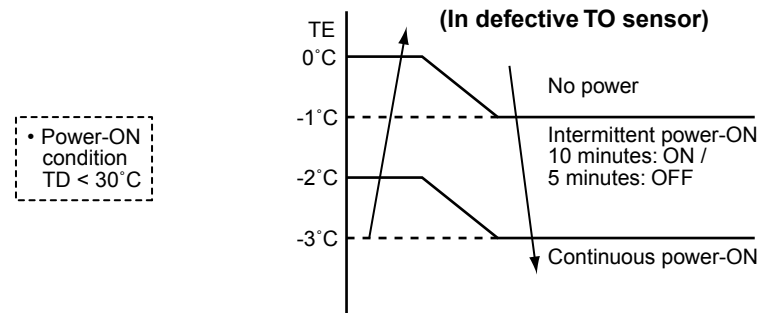 (In defective TO sensor)
TE
0˚C
No power
-1˚C
Intermittent power-ON
10 minutes: ON /
5 minutes: OFF
-2˚C
-3˚C
Continuous power-ON
• Power-ON
condition
TD < 30˚C